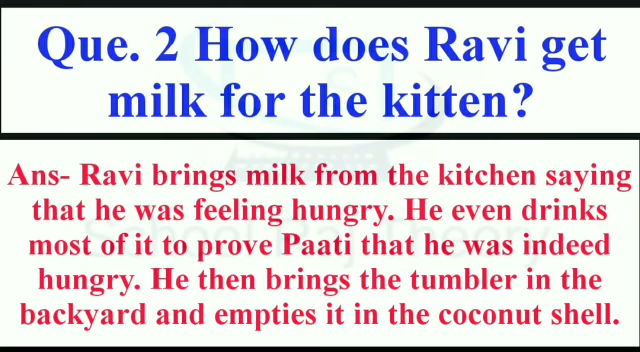 Que. 2 How does Ravi get
milk for the kitten?
Ans- Ravi brings milk from the kitchen saying
that he was feeling hungry. He even drinks
most of it to prove Paati that he was indeed
hungry. He then brings the tumbler in the
backyard and empties it in the coconut shell.